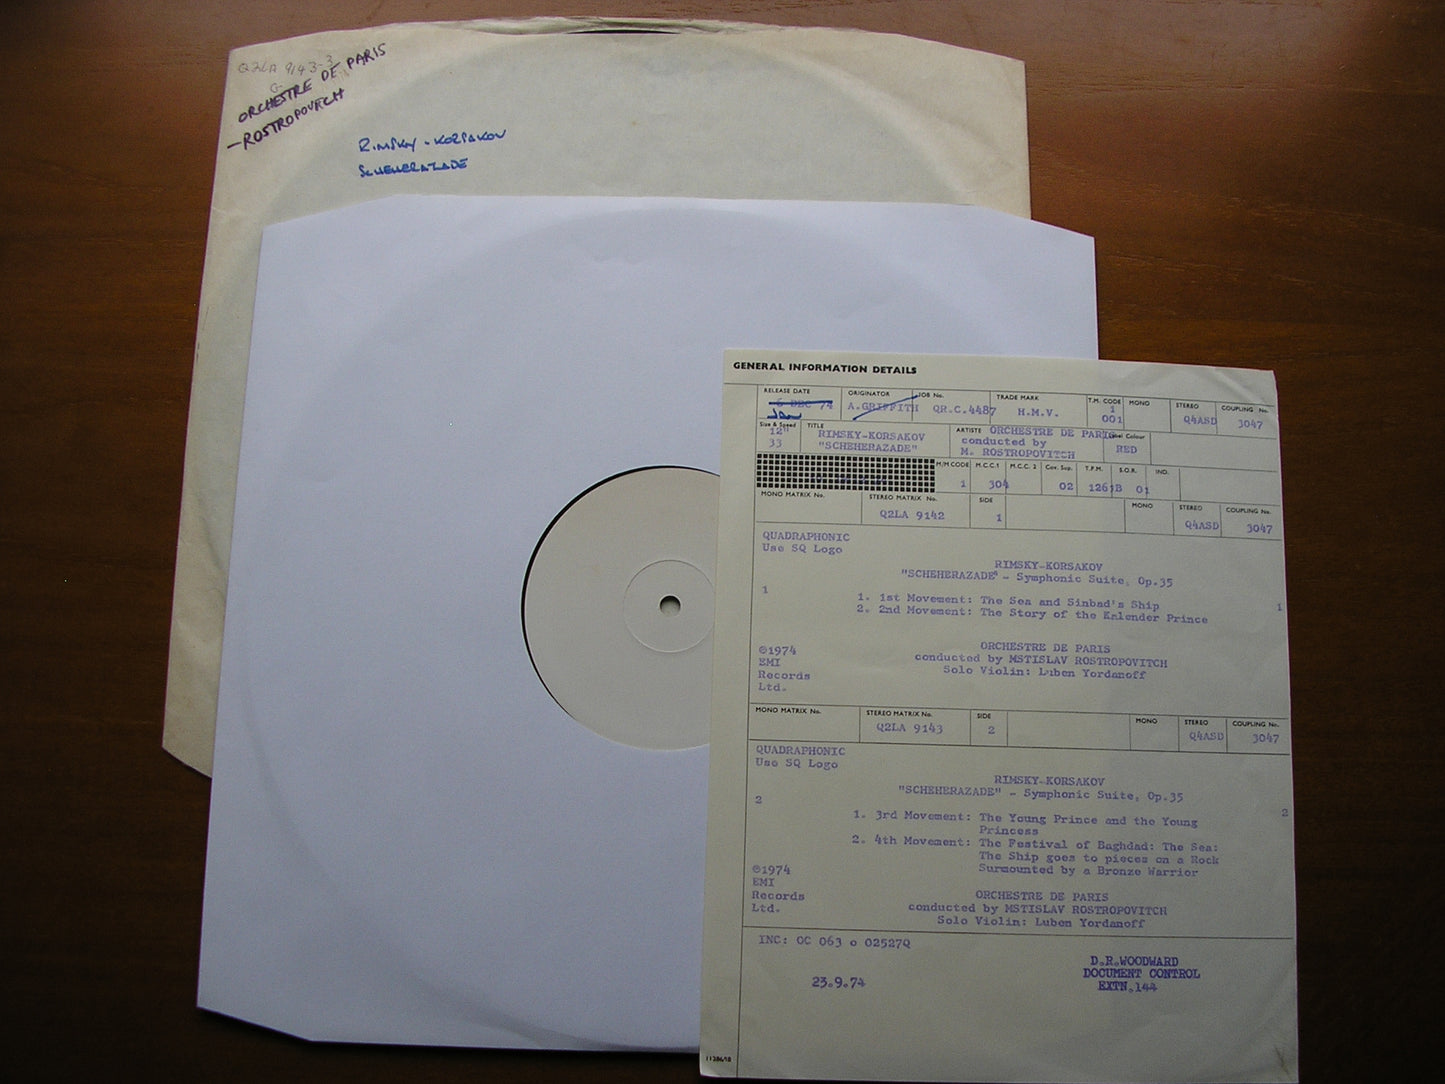 Q2LA 9143-3
G
ORCHESTRE DE PARIS
—ROSTROPOVICH
RIMSKY-KORSAKOV
SCHEHERAZADE
GENERAL INFORMATION DETAILS
RELEASE DATE ORIGINATOR JOB No. TRADE MARK T.M. CODE MONO STEREO COUPLING No.
6 DEC 74 A.GRIFFITH QR.C.4487 H.M.V. 1 001 Q4ASD 3047
JAN
Size & Speed TITLE ARTISTE Label Colour
12" 33 RIMSKY-KORSAKOV "SCHEHERAZADE" ORCHESTRE DE PARIS conducted by M. ROSTROPOVITCH RED
M/M CODE M.C.C.1 M.C.C. 2 Cov. Sup. T.P.M. S.O.R. IND.
1 304 02 1261B 01
MONO MATRIX No. STEREO MATRIX No. SIDE MONO STEREO COUPLING No.
Q2LA 9142 1 Q4ASD 3047
QUADRAPHONIC
Use SQ Logo
RIMSKY-KORSAKOV
"SCHEHERAZADE" - Symphonic Suite, Op.35
1 1
1. 1st Movement: The Sea and Sinbad's Ship
2. 2nd Movement: The Story of the Kalender Prince
ORCHESTRE DE PARIS
conducted by MSTISLAV ROSTROPOVITCH
Solo Violin: Luben Yordanoff
℗1974
EMI
Records
Ltd.
MONO MATRIX No. STEREO MATRIX No. SIDE MONO STEREO COUPLING No.
Q2LA 9143 2 Q4ASD 3047
QUADRAPHONIC
Use SQ Logo
RIMSKY-KORSAKOV
"SCHEHERAZADE" - Symphonic Suite, Op.35
2 2
1. 3rd Movement: The Young Prince and the Young
Princess
2. 4th Movement: The Festival of Baghdad: The Sea:
The Ship goes to pieces on a Rock
Surmounted by a Bronze Warrior
℗1974
EMI
Records
Ltd.
ORCHESTRE DE PARIS
conducted by MSTISLAV ROSTROPOVITCH
Solo Violin: Luben Yordanoff
INC: OC 063 o 02527Q
23.9.74
D.R.WOODWARD
DOCUMENT CONTROL
EXTN.144
11286/18